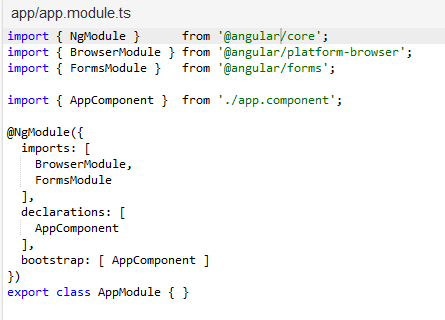 app/app.module.ts
import { NgModule }      from '@angular/core';
import { BrowserModule } from '@angular/platform-browser';
import { FormsModule }   from '@angular/forms';

import { AppComponent }  from './app.component';

@NgModule({
  imports: [
    BrowserModule,
    FormsModule
  ],
  declarations: [
    AppComponent
  ],
  bootstrap: [ AppComponent ]
})
export class AppModule { }